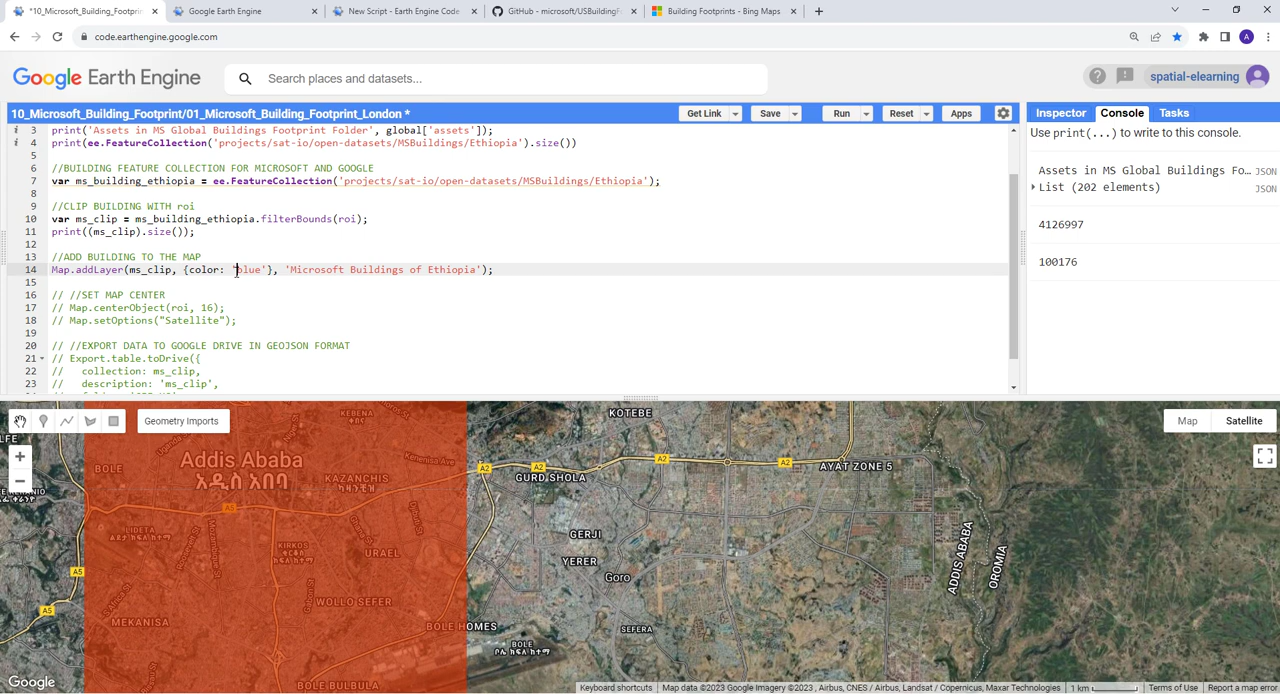 *10_Microsoft_Building_Footprin
Google Earth Engine
New Script - Earth Engine Code
GitHub - microsoft/USBuildingF
Building Footprints - Bing Maps
code.earthengine.google.com
A
Google Earth Engine
Search places and datasets...
spatial-elearning
10_Microsoft_Building_Footprint/01_Microsoft_Building_Footprint_London *
Get Link
Save
Run
Reset
Apps
Inspector
Console
Tasks
3 print('Assets in MS Global Buildings Footprint Folder', global['assets']);
4 print(ee.FeatureCollection('projects/sat-io/open-datasets/MSBuildings/Ethiopia').size())
5
6 //BUILDING FEATURE COLLECTION FOR MICROSOFT AND GOOGLE
7 var ms_building_ethiopia = ee.FeatureCollection('projects/sat-io/open-datasets/MSBuildings/Ethiopia');
8
9 //CLIP BUILDING WITH roi
10 var ms_clip = ms_building_ethiopia.filterBounds(roi);
11 print((ms_clip).size());
12
13 //ADD BUILDING TO THE MAP
14 Map.addLayer(ms_clip, {color: 'blue'}, 'Microsoft Buildings of Ethiopia');
15
16 // //SET MAP CENTER
17 // Map.centerObject(roi, 16);
18 // Map.setOptions("Satellite");
19
20 // //EXPORT DATA TO GOOGLE DRIVE IN GEOJSON FORMAT
21 // Export.table.toDrive({
22 // collection: ms_clip,
23 // description: 'ms_clip',
Use print(...) to write to this console.
Assets in MS Global Buildings Fo... JSON
List (202 elements) JSON
4126997
100176
Geometry Imports
Map
Satellite
KEBENA
KOTEBE
BOLE
Addis Ababa
አዲስ አበባ
Kenenisa Ave
KAZANCHIS
A2
A2
A2
A2
A2
AYAT ZONE 5
GURD SHOLA
LIDETA
KIRKOS
URAEL
GERJI
YERER
Goro
A5
A5
WOLLO SEFER
MEKANISA
BOLE HOMES
SEFERA
BOLE
BOLE BULBULA
ADDIS ABABA
OROMIA
Google
Keyboard shortcuts
Map data ©2023 Google Imagery ©2023 , Airbus, CNES / Airbus, Landsat / Copernicus, Maxar Technologies
1 km
Terms of Use
Report a map error